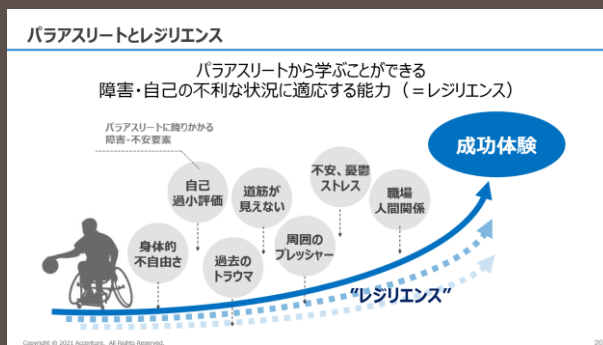 パラアスリートとレジリエンス
パラアスリートから学ぶことができる
障害・自己の不利な状況に適応する能力（＝レジリエンス）
パラアスリートに降りかかる
障害・不安要素
成功体験
自己
過小評価
道筋が
見えない
不安、憂鬱
ストレス
職場
人間関係
身体的
不自由さ
過去の
トラウマ
周囲の
プレッシャー
"レジリエンス"
Copyright © 2021 Accenture. All Rights Reserved.
20